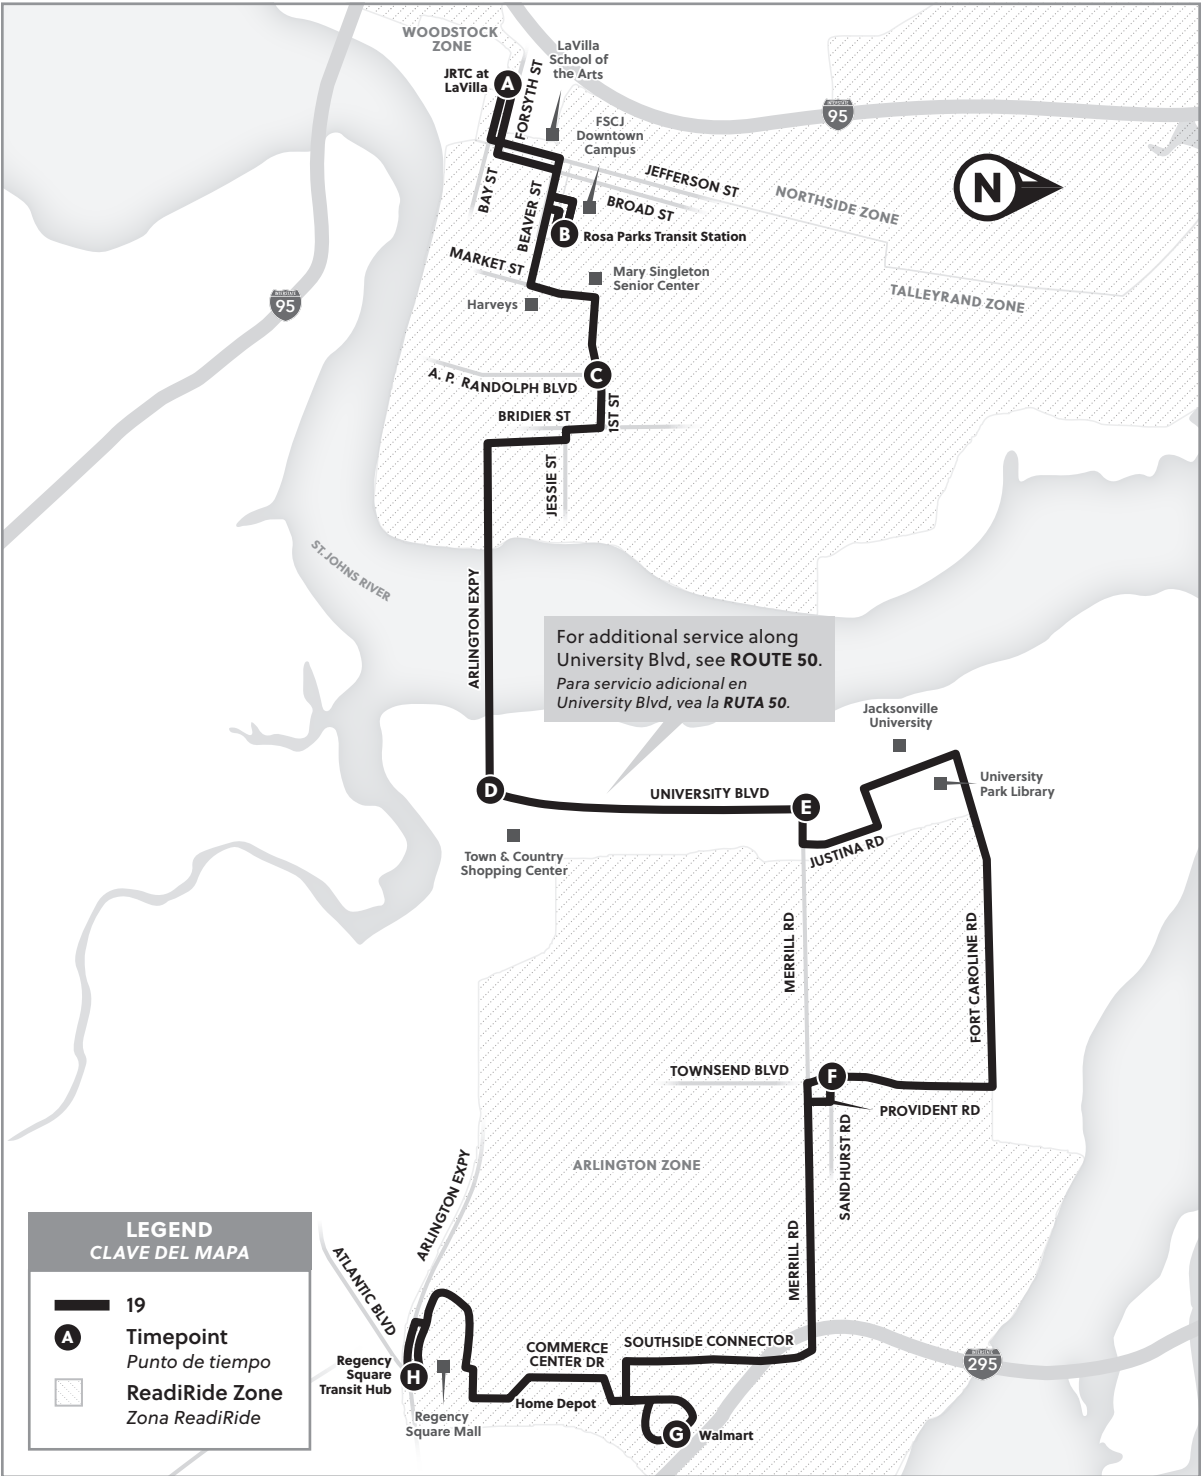 WOODSTOCK
ZONE
LaVilla
School of
the Arts
JRTC at
LaVilla
A
FORSYTH ST
FSCJ
Downtown
Campus
INTERSTATE
95
N
JEFFERSON ST
NORTHSIDE ZONE
BAY ST
BEAVER ST
BROAD ST
B
Rosa Parks Transit Station
MARKET ST
Mary Singleton
Senior Center
TALLEYRAND ZONE
INTERSTATE
95
Harveys
A. P. RANDOLPH BLVD
C
1ST ST
BRIDIER ST
JESSIE ST
ST. JOHNS RIVER
ARLINGTON EXPY
For additional service along
University Blvd, see ROUTE 50.
Para servicio adicional en
University Blvd, vea la RUTA 50.
Jacksonville
University
University
Park Library
D
UNIVERSITY BLVD
E
Town & Country
Shopping Center
JUSTINA RD
MERRILL RD
FORT CAROLINE RD
TOWNSEND BLVD
F
PROVIDENT RD
SANDHURST RD
ARLINGTON ZONE
ARLINGTON EXPY
MERRILL RD
ATLANTIC BLVD
SOUTHSIDE CONNECTOR
COMMERCE
CENTER DR
INTERSTATE
295
Regency
Square
Transit Hub
H
Home Depot
Regency
Square Mall
G
Walmart
LEGEND
CLAVE DEL MAPA
19
A
Timepoint
Punto de tiempo
ReadiRide Zone
Zona ReadiRide